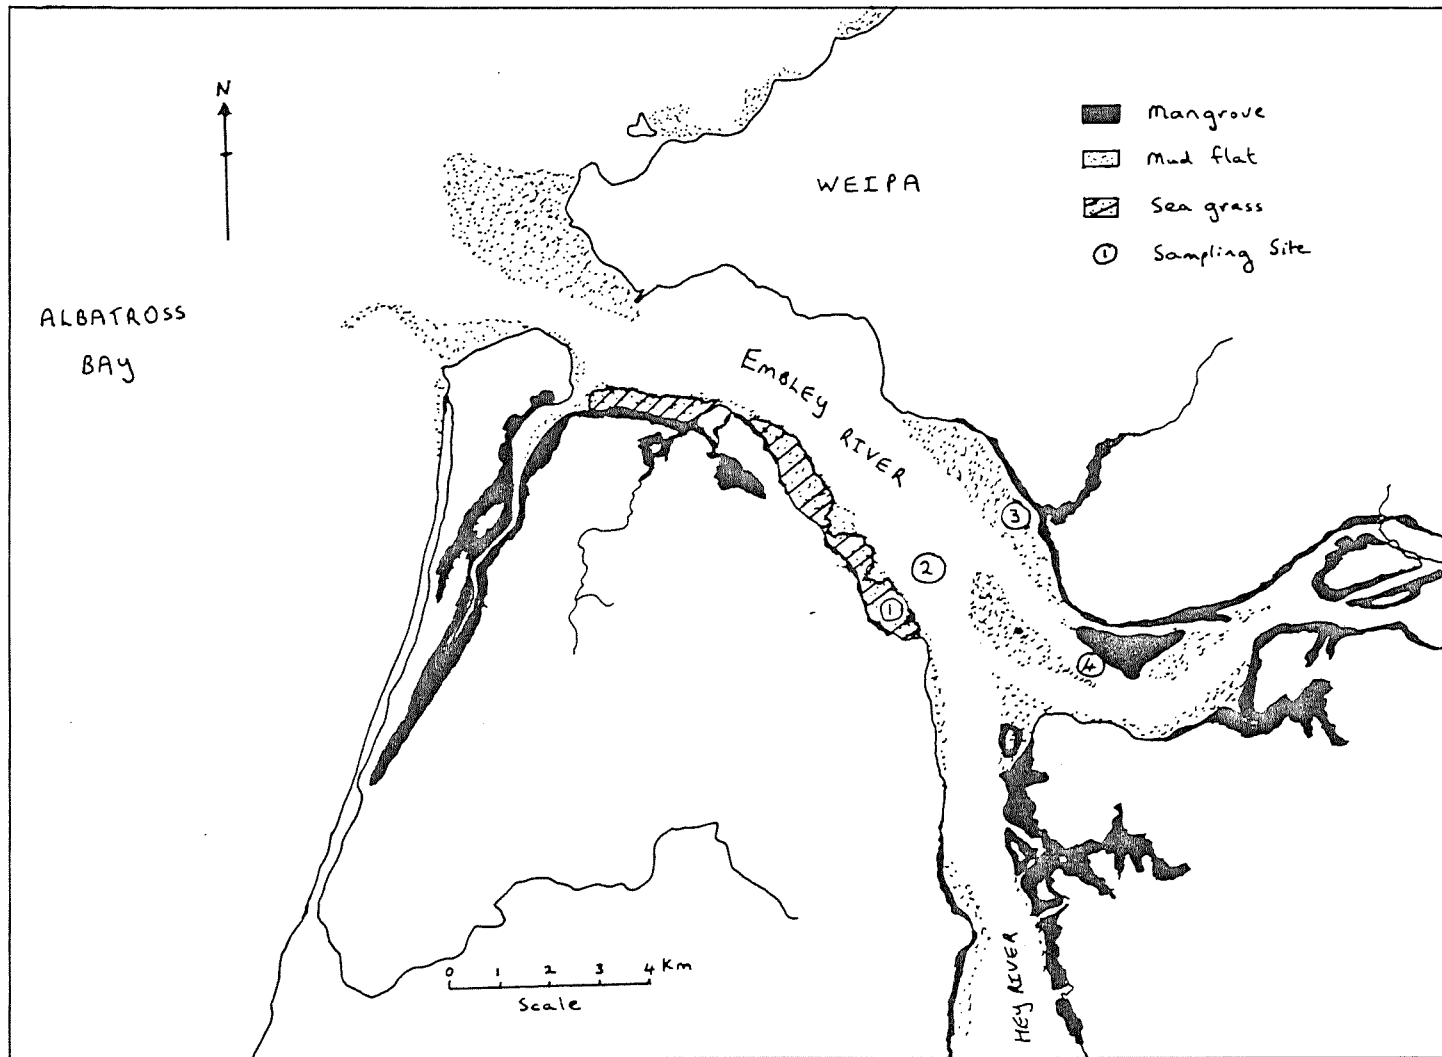 N
Mangrove
Mud flat
Sea grass
① Sampling Site
WEIPA
ALBATROSS
BAY
EMBLEY RIVER
3
2
1
4
0 1 2 3 4 Km
Scale
HEY RIVER